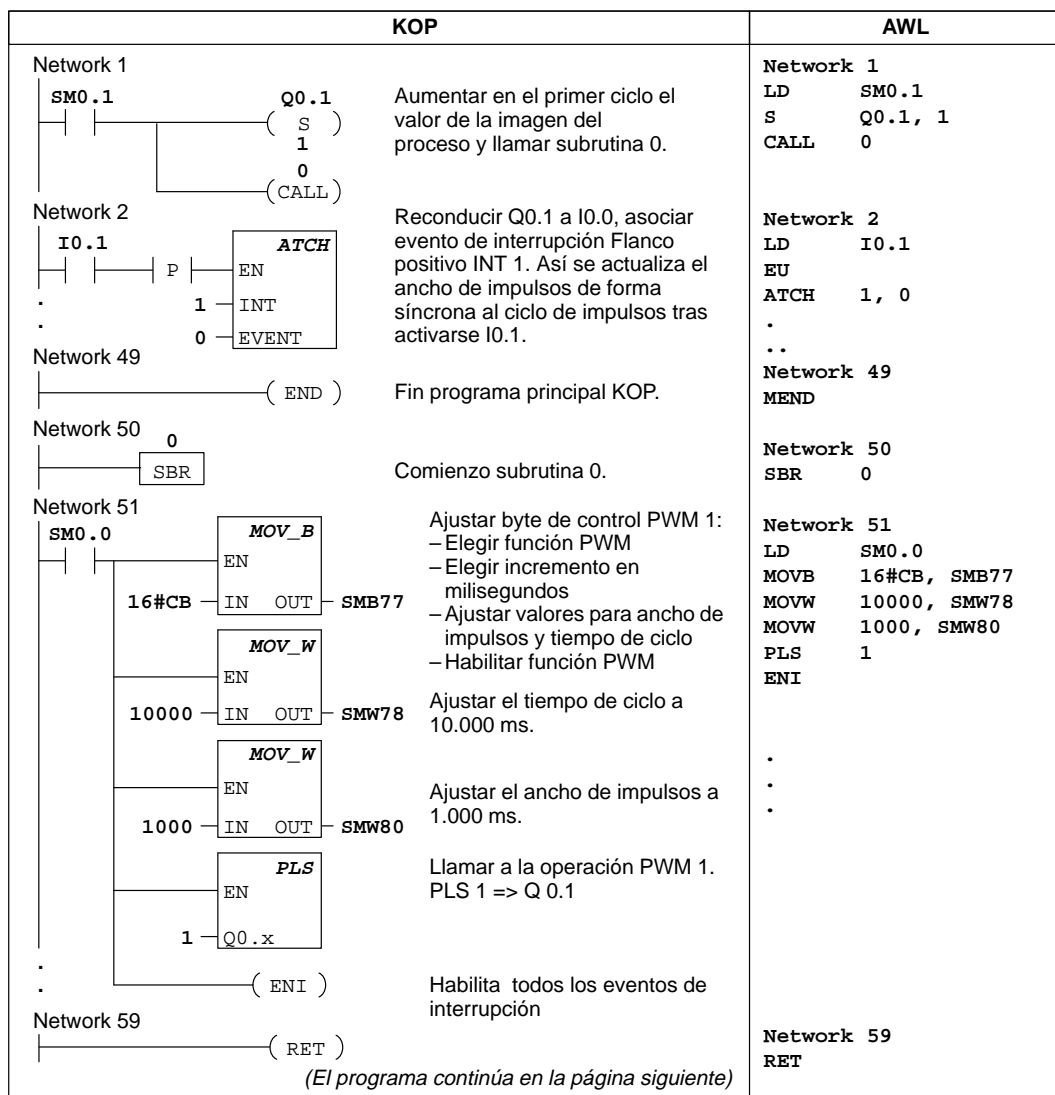 KOP
AWL
Network 1
SM0.1
Q0.1
S
1
0
CALL
Aumentar en el primer ciclo el
valor de la imagen del
proceso y llamar subrutina 0.
Network 1
LD SM0.1
S Q0.1, 1
CALL 0
Network 2
I0.1
P
ATCH
EN
1 INT
0 EVENT
.
.
Reconducir Q0.1 a I0.0, asociar
evento de interrupción Flanco
positivo INT 1. Así se actualiza el
ancho de impulsos de forma
síncrona al ciclo de impulsos tras
activarse I0.1.
Network 2
LD I0.1
EU
ATCH 1, 0
.
..
Network 49
END
Fin programa principal KOP.
Network 49
MEND
Network 50
0
SBR
Comienzo subrutina 0.
Network 50
SBR 0
Network 51
SM0.0
MOV_B
EN
16#CB IN OUT SMB77
Ajustar byte de control PWM 1:
– Elegir función PWM
– Elegir incremento en
milisegundos
– Ajustar valores para ancho de
impulsos y tiempo de ciclo
– Habilitar función PWM
MOV_W
EN
10000 IN OUT SMW78
Ajustar el tiempo de ciclo a
10.000 ms.
MOV_W
EN
1000 IN OUT SMW80
Ajustar el ancho de impulsos a
1.000 ms.
PLS
EN
1 Q0.x
Llamar a la operación PWM 1.
PLS 1 => Q 0.1
.
.
ENI
Habilita todos los eventos de
interrupción
Network 51
LD SM0.0
MOVB 16#CB, SMB77
MOVW 10000, SMW78
MOVW 1000, SMW80
PLS 1
ENI
.
.
.
Network 59
RET
(El programa continúa en la página siguiente)
Network 59
RET